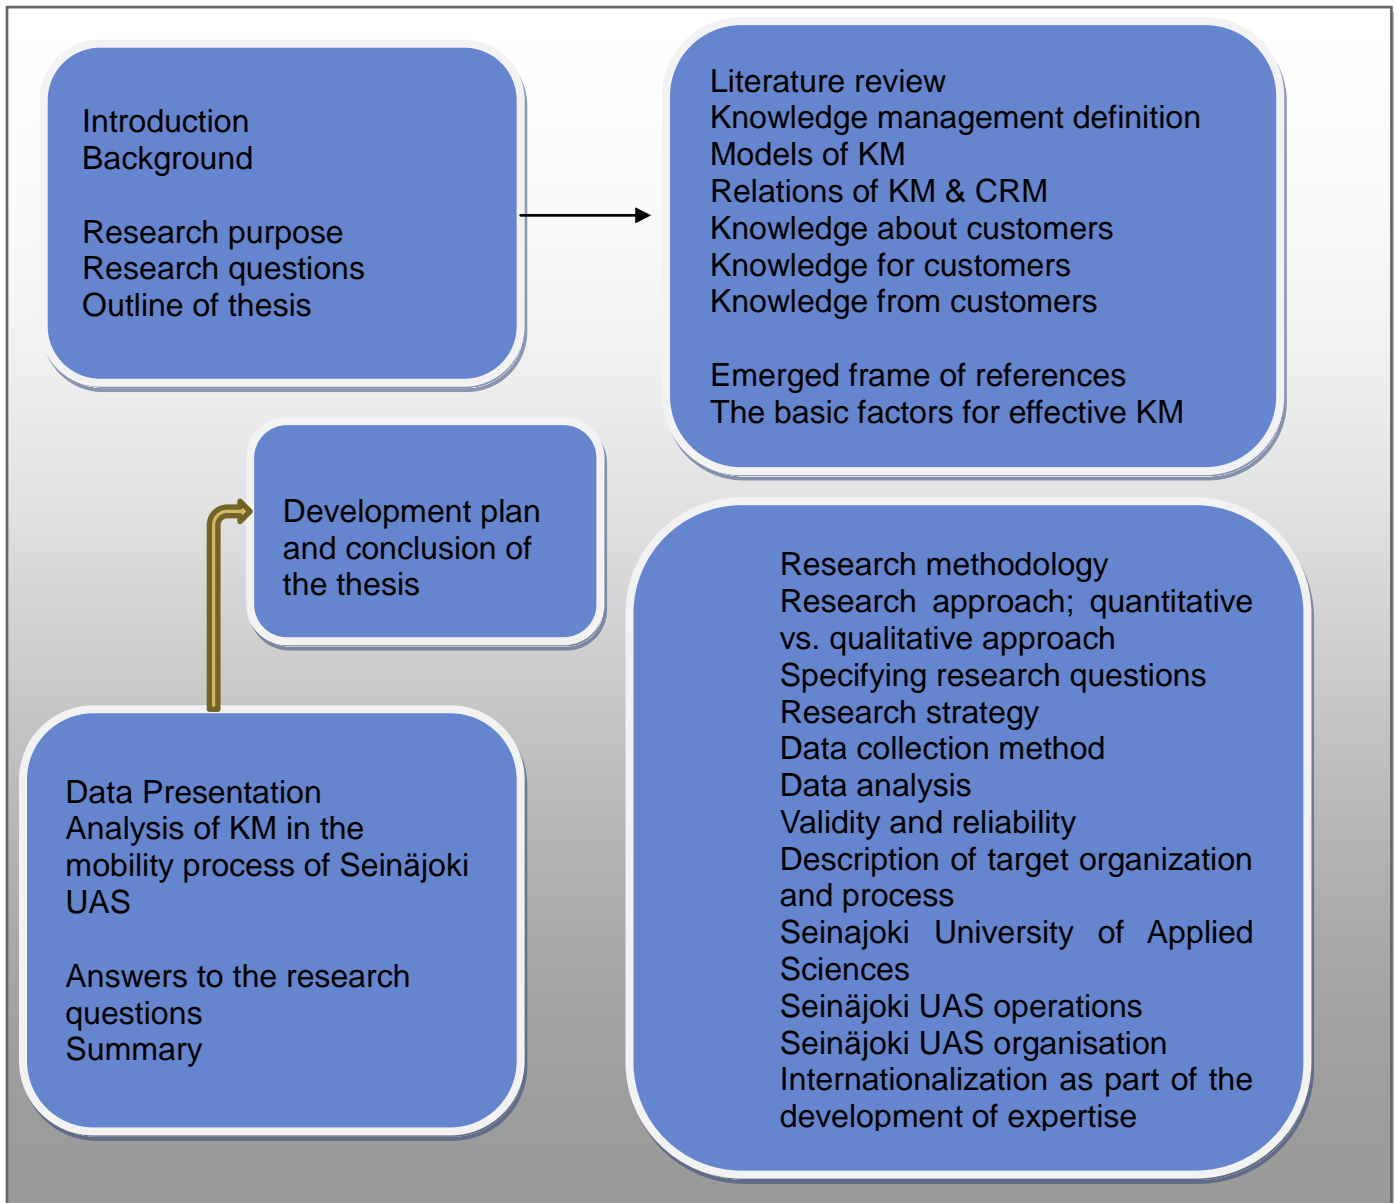 Introduction
Background
Research purpose
Research questions
Outline of thesis
Literature review
Knowledge management definition
Models of KM
Relations of KM & CRM
Knowledge about customers
Knowledge for customers
Knowledge from customers
Emerged frame of references
The basic factors for effective KM
Development plan
and conclusion of
the thesis
Research methodology
Research approach; quantitative
vs. qualitative approach
Specifying research questions
Research strategy
Data collection method
Data analysis
Validity and reliability
Description of target organization
and process
Seinajoki University of Applied
Sciences
Seinäjoki UAS operations
Seinäjoki UAS organisation
Internationalization as part of the
development of expertise
Data Presentation
Analysis of KM in the
mobility process of Seinäjoki
UAS
Answers to the research
questions
Summary